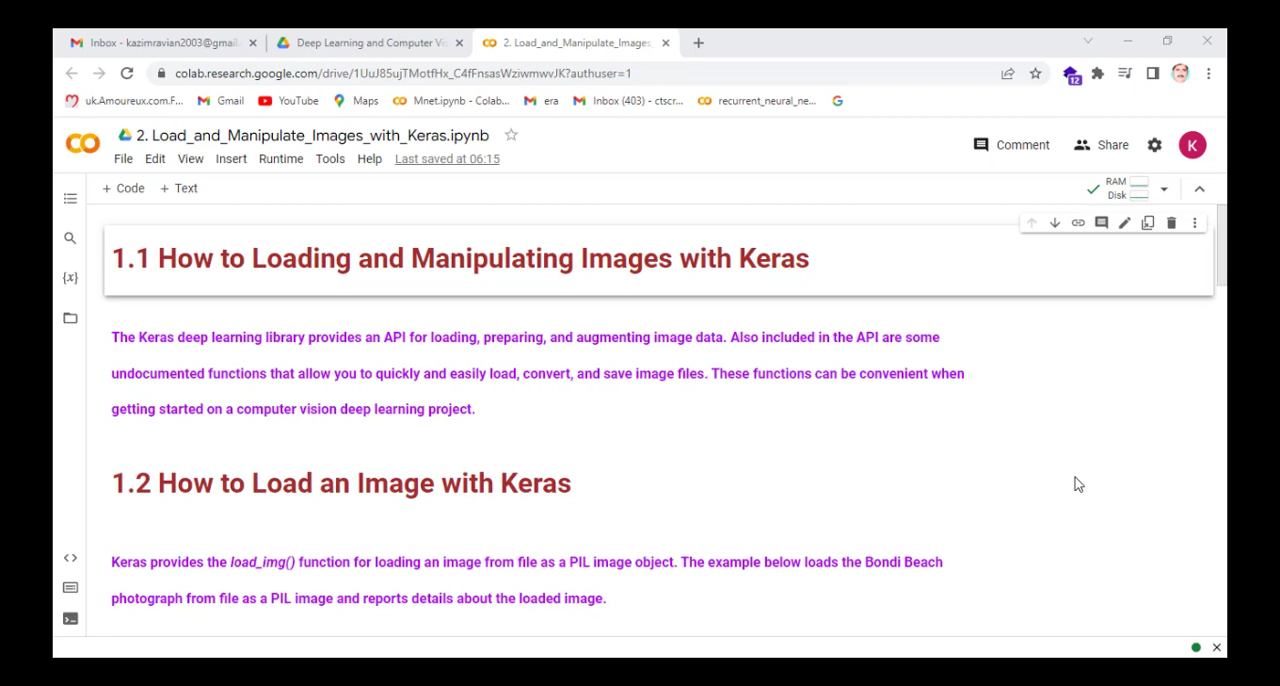 Inbox - kazimravian2003@gmail.
Deep Learning and Computer Vi
2. Load_and_Manipulate_Images_
colab.research.google.com/drive/1UuJ85ujTMotfHx_C4fFnsasWziwmwvJK?authuser=1
12
uk.Amoureux.com.F...
Gmail
YouTube
Maps
Mnet.ipynb - Colab...
era
Inbox (403) - ctscr...
recurrent_neural_ne...
2. Load_and_Manipulate_Images_with_Keras.ipynb
Comment
Share
K
File Edit View Insert Runtime Tools Help Last saved at 06:15
+ Code + Text
RAM
Disk
1.1 How to Loading and Manipulating Images with Keras
{x}
The Keras deep learning library provides an API for loading, preparing, and augmenting image data. Also included in the API are some
undocumented functions that allow you to quickly and easily load, convert, and save image files. These functions can be convenient when
getting started on a computer vision deep learning project.
1.2 How to Load an Image with Keras
Keras provides the load_img() function for loading an image from file as a PIL image object. The example below loads the Bondi Beach
photograph from file as a PIL image and reports details about the loaded image.